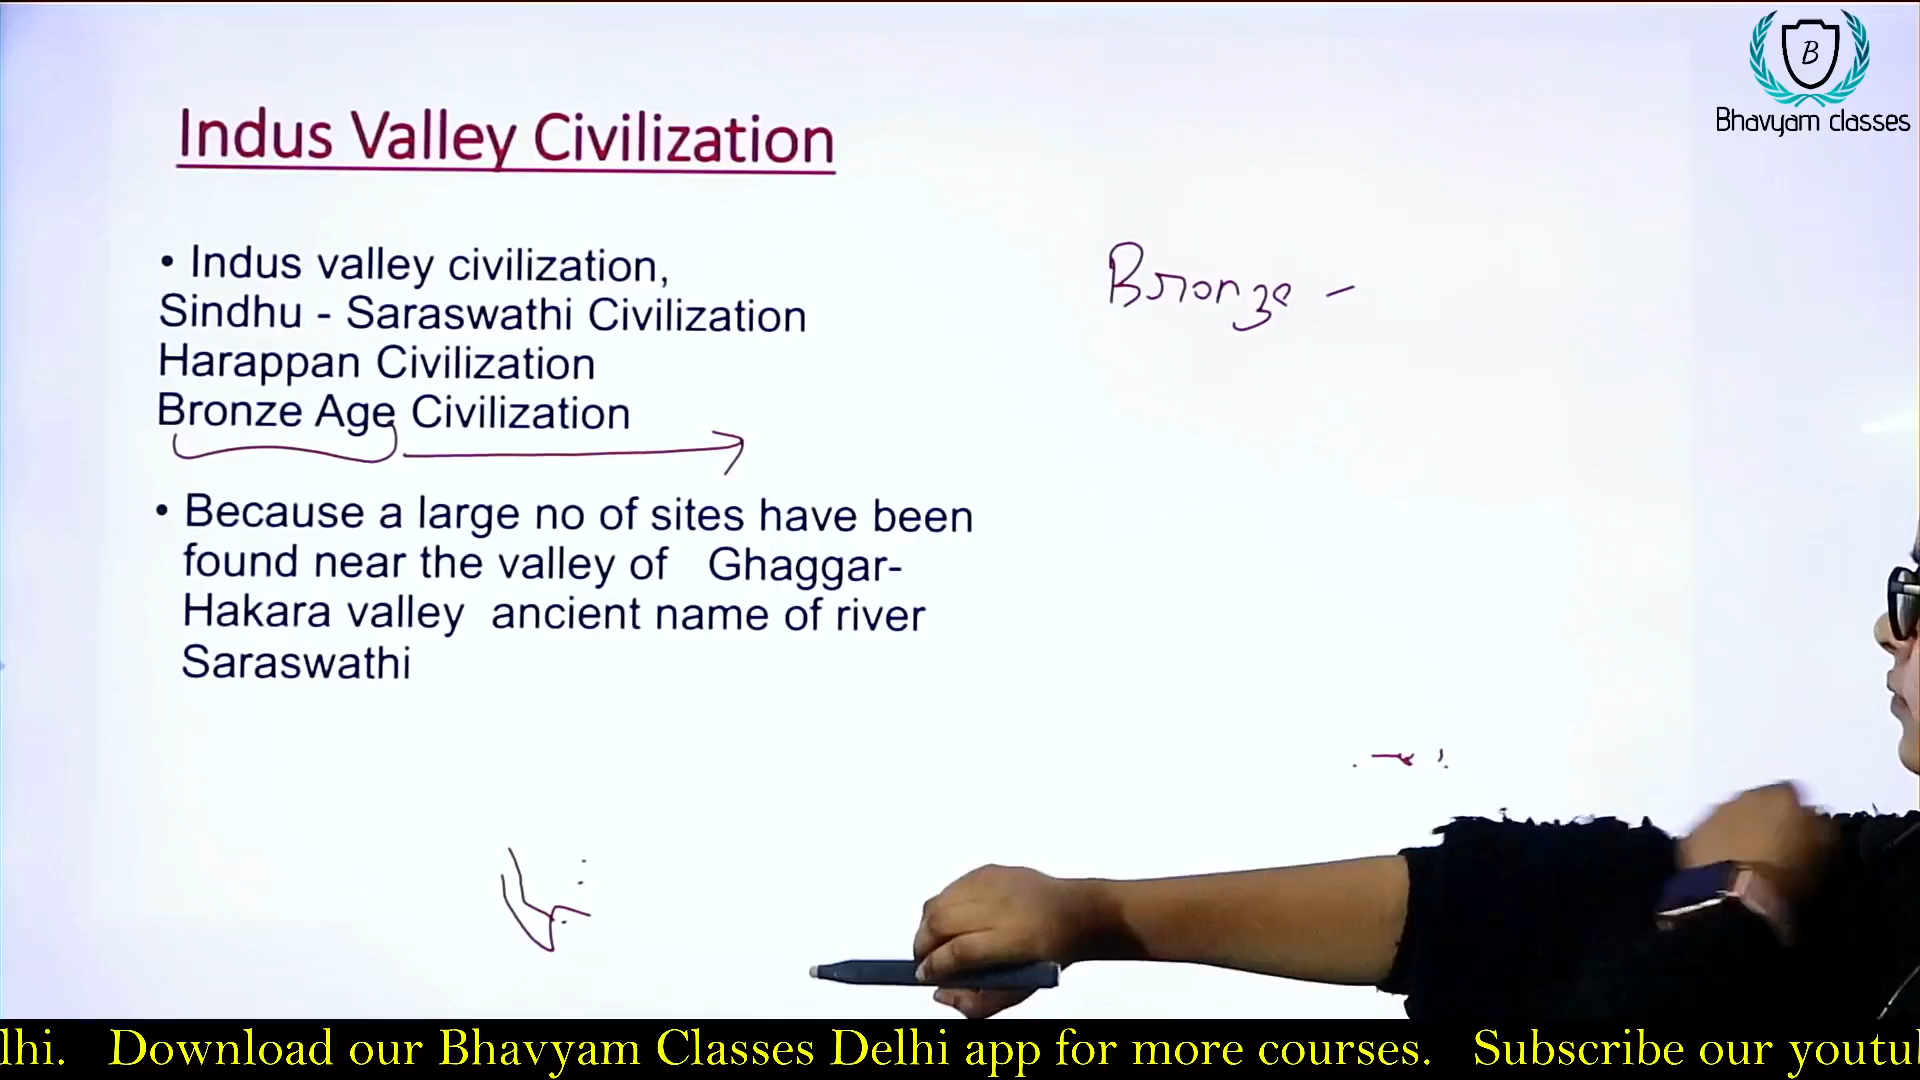 B
Bhavyam classes
Indus Valley Civilization
• Indus valley civilization,
Sindhu - Saraswathi Civilization
Harappan Civilization
Bronze Age Civilization
Bronze -
• Because a large no of sites have been
found near the valley of Ghaggar-
Hakara valley ancient name of river
Saraswathi
lhi. Download our Bhavyam Classes Delhi app for more courses. Subscribe our youtu